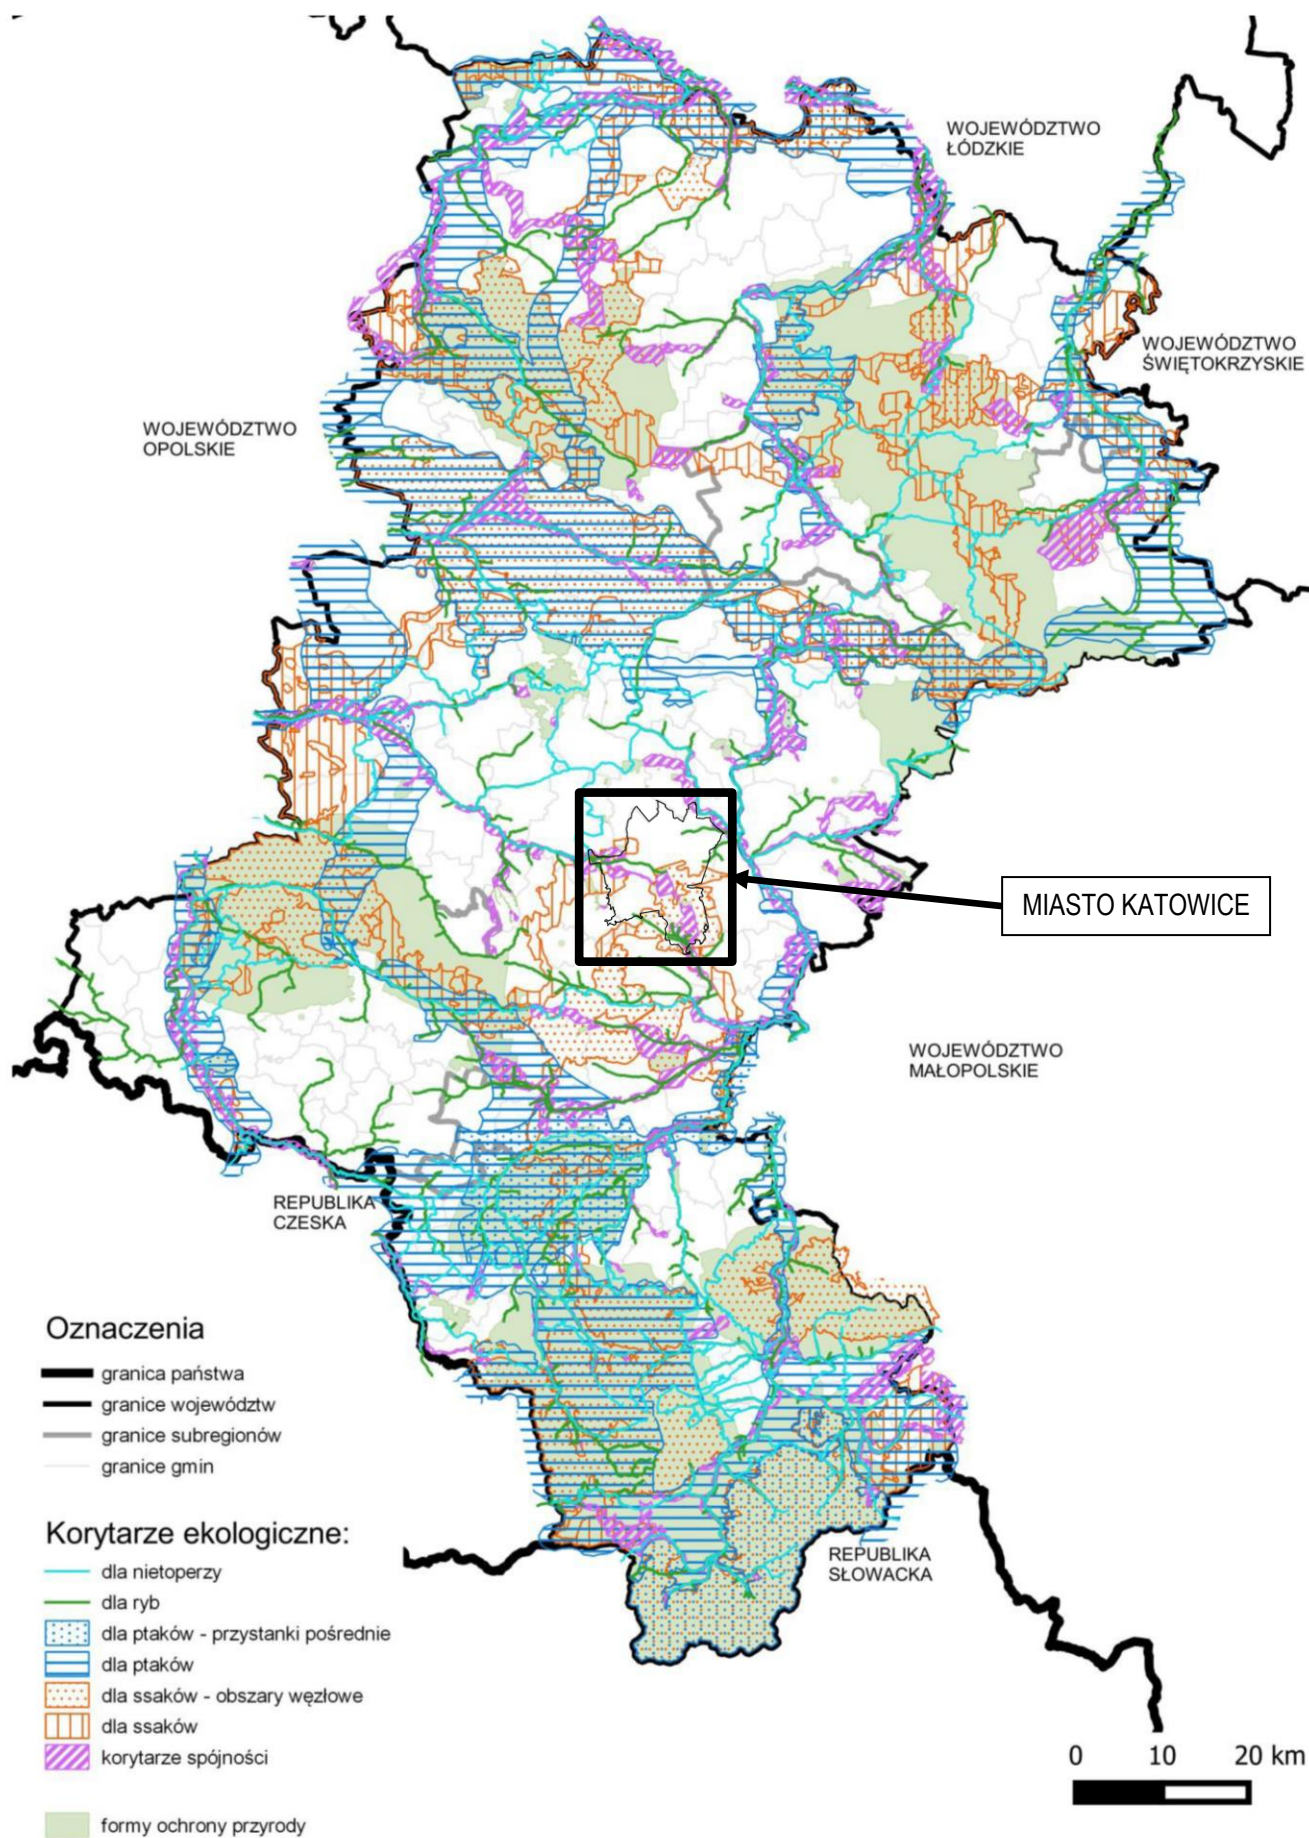 WOJEWÓDZTWO
ŁÓDZKIE
WOJEWÓDZTWO
ŚWIĘTOKRZYSKIE
WOJEWÓDZTWO
OPOLSKIE
MIASTO KATOWICE
WOJEWÓDZTWO
MAŁOPOLSKIE
REPUBLIKA
CZESKA
REPUBLIKA
SŁOWACKA
Oznaczenia
granica państwa
granice województw
granice subregionów
granice gmin
Korytarze ekologiczne:
dla nietoperzy
dla ryb
dla ptaków - przystanki pośrednie
dla ptaków
dla ssaków - obszary węzłowe
dla ssaków
korytarze spójności
formy ochrony przyrody
0 10 20 km